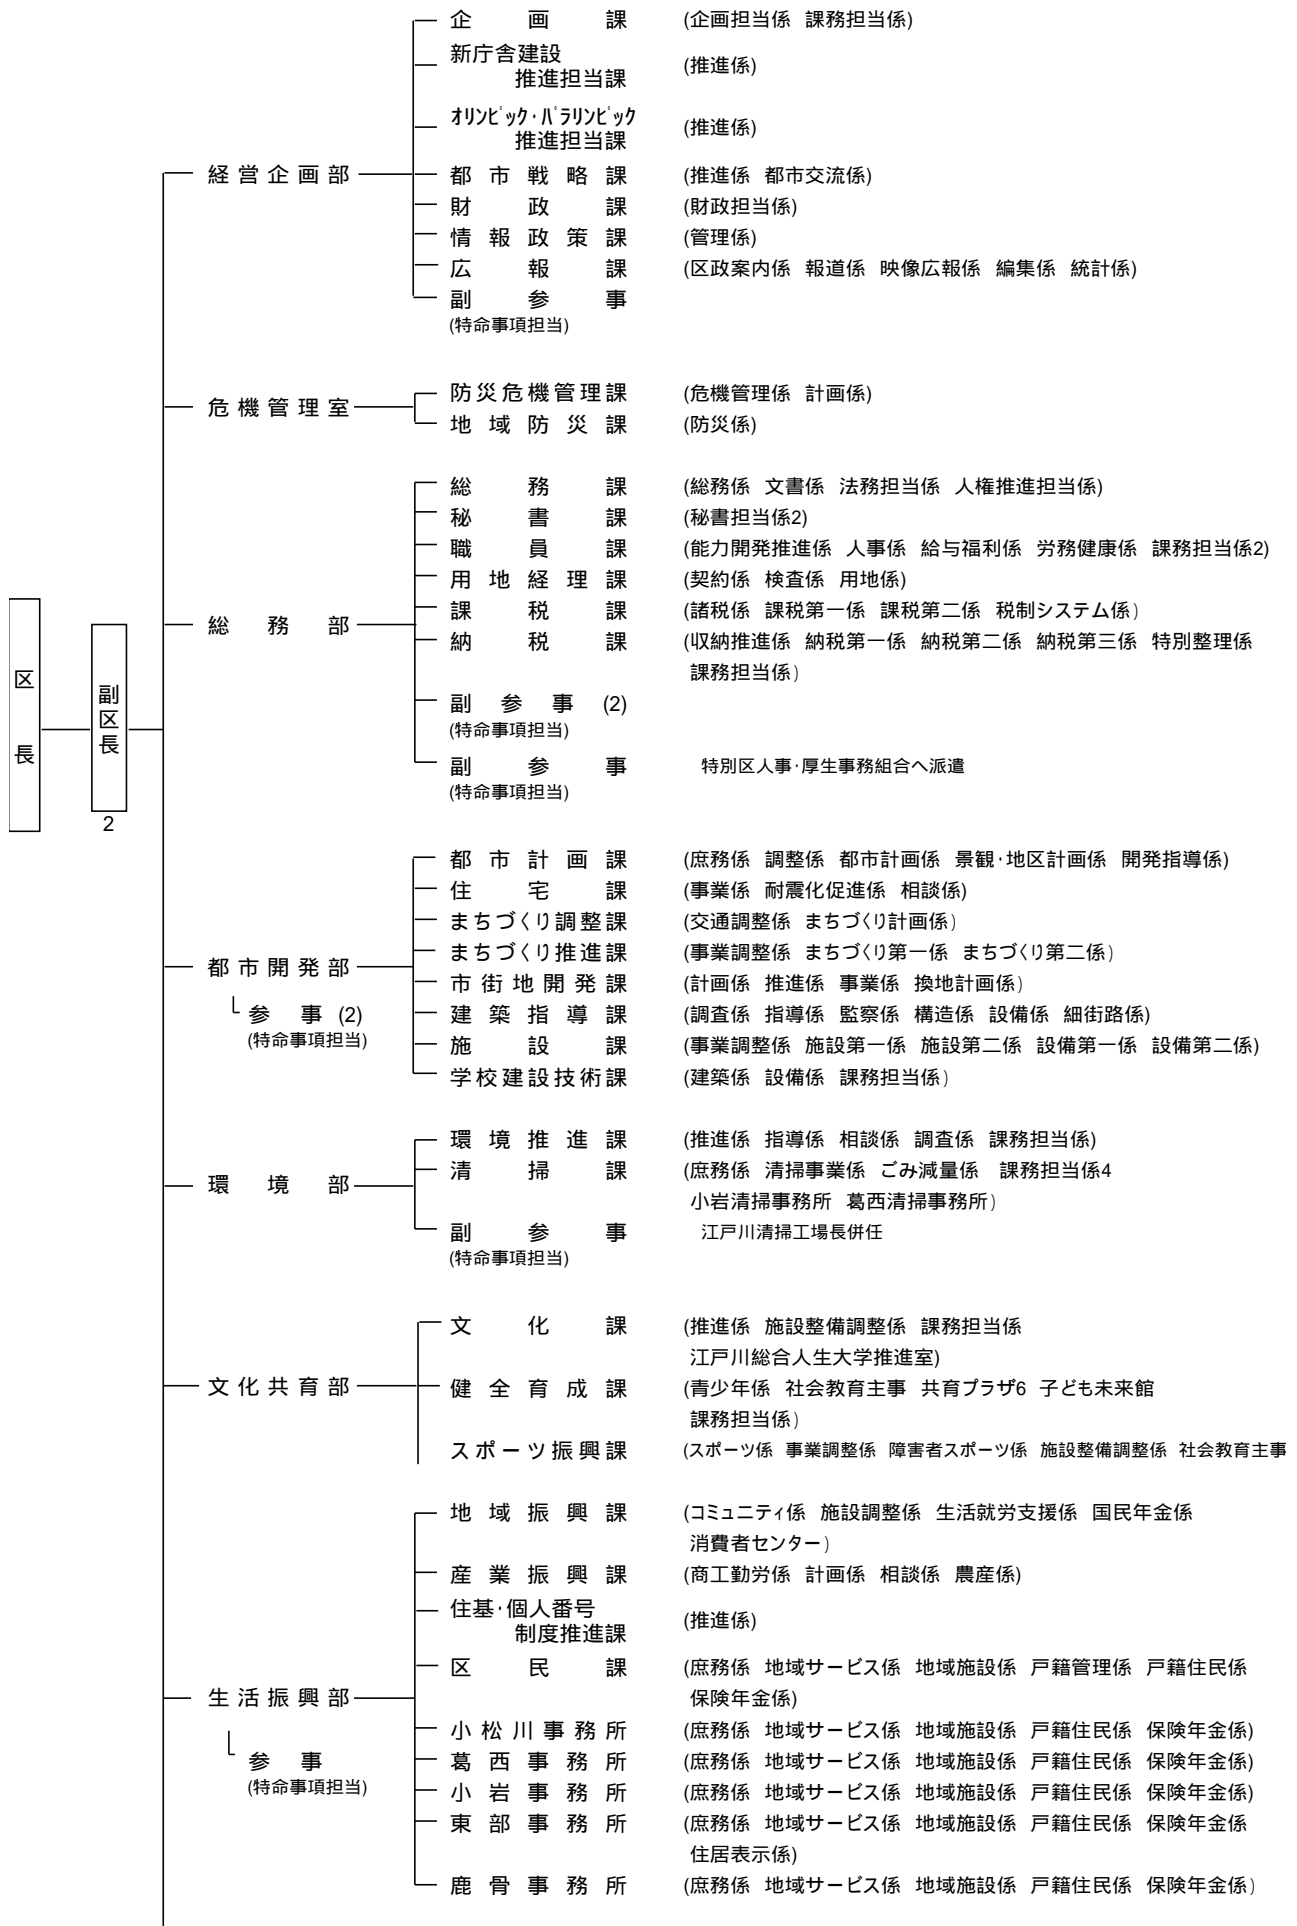 企画課 (企画担当係 課務担当係)
新庁舎建設
推進担当課 (推進係)
オリンピック・パラリンピック
推進担当課 (推進係)
経営企画部 都市戦略課 (推進係 都市交流係)
財政課 (財政担当係)
情報政策課 (管理係)
広報課 (区政案内係 報道係 映像広報係 編集係 統計係)
副参事
(特命事項担当)
防災危機管理課 (危機管理係 計画係)
危機管理室
地域防災課 (防災係)
総務課 (総務係 文書係 法務担当係 人権推進担当係)
秘書課 (秘書担当係2)
職員課 (能力開発推進係 人事係 給与福利係 労務健康係 課務担当係2)
用地経理課 (契約係 検査係 用地係)
総務部 課税課 (諸税係 課税第一係 課税第二係 税制システム係)
納税課 (収納推進係 納税第一係 納税第二係 納税第三係 特別整理係
課務担当係)
区長
副区長
2
副参事 (2)
(特命事項担当)
副参事 特別区人事・厚生事務組合へ派遣
(特命事項担当)
都市計画課 (庶務係 調整係 都市計画係 景観・地区計画係 開発指導係)
住宅課 (事業係 耐震化促進係 相談係)
まちづくり調整課 (交通調整係 まちづくり計画係)
まちづくり推進課 (事業調整係 まちづくり第一係 まちづくり第二係)
都市開発部
市街地開発課 (計画係 推進係 事業係 換地計画係)
参事 (2)
(特命事項担当)
建築指導課 (調査係 指導係 監察係 構造係 設備係 細街路係)
施設課 (事業調整係 施設第一係 施設第二係 設備第一係 設備第二係)
学校建設技術課 (建築係 設備係 課務担当係)
環境推進課 (推進係 指導係 相談係 調査係 課務担当係)
環境部 清掃課 (庶務係 清掃事業係 ごみ減量係 課務担当係4
小岩清掃事務所 葛西清掃事務所)
副参事 江戸川清掃工場長併任
(特命事項担当)
文化課 (推進係 施設整備調整係 課務担当係
江戸川総合人生大学推進室)
文化共育部 健全育成課 (青少年係 社会教育主事 共育プラザ6 子ども未来館
課務担当係)
スポーツ振興課 (スポーツ係 事業調整係 障害者スポーツ係 施設整備調整係 社会教育主事
地域振興課 (コミュニティ係 施設調整係 生活就労支援係 国民年金係
消費者センター)
産業振興課 (商工勤労係 計画係 相談係 農産係)
住基・個人番号
制度推進課 (推進係)
区民課 (庶務係 地域サービス係 地域施設係 戸籍管理係 戸籍住民係
保険年金係)
生活振興部
参事
(特命事項担当)
小松川事務所 (庶務係 地域サービス係 地域施設係 戸籍住民係 保険年金係)
葛西事務所 (庶務係 地域サービス係 地域施設係 戸籍住民係 保険年金係)
小岩事務所 (庶務係 地域サービス係 地域施設係 戸籍住民係 保険年金係)
東部事務所 (庶務係 地域サービス係 地域施設係 戸籍住民係 保険年金係
住居表示係)
鹿骨事務所 (庶務係 地域サービス係 地域施設係 戸籍住民係 保険年金係)